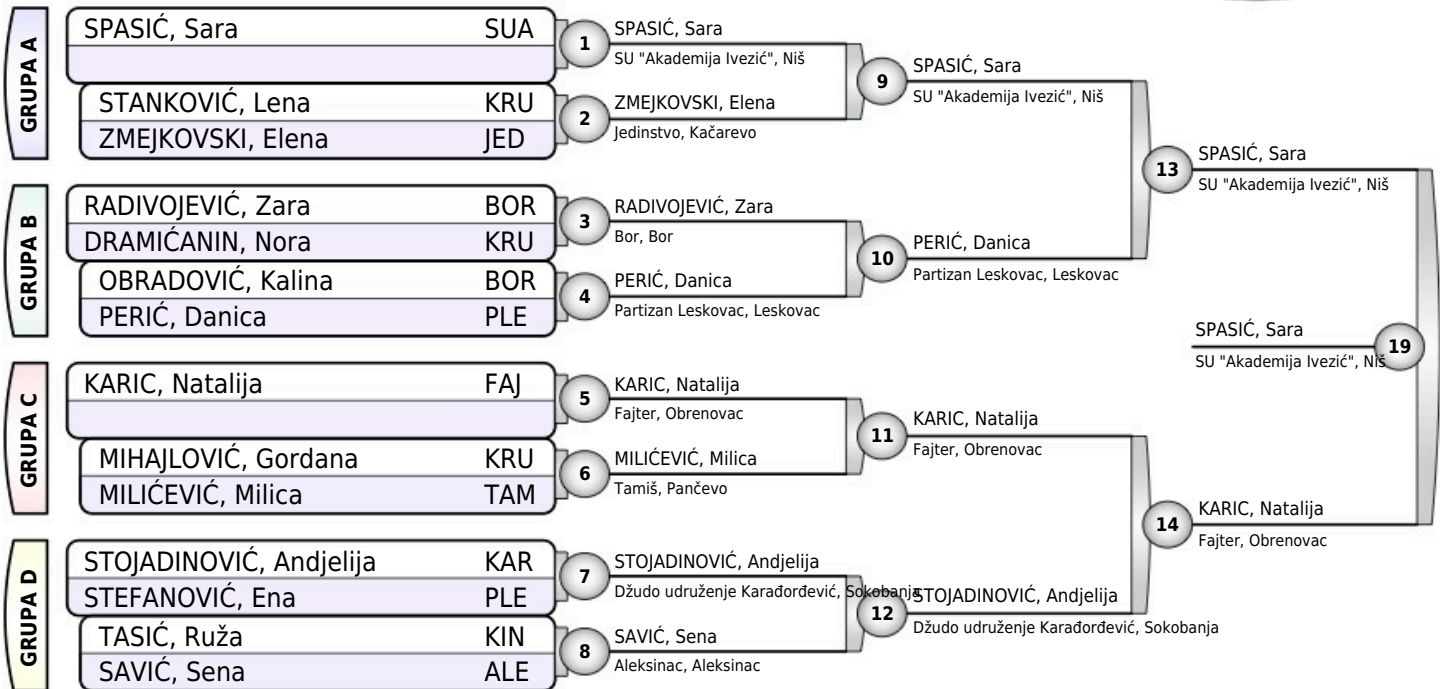 GRUPA A
SPASIĆ, Sara SUA
STANKOVIĆ, Lena KRU
ZMEJKOVSKI, Elena JED
GRUPA B
RADIVOJEVIĆ, Zara BOR
DRAMIĆANIN, Nora KRU
OBRADOVIĆ, Kalina BOR
PERIĆ, Danica PLE
GRUPA C
KARIC, Natalija FAJ
MIHAJLOVIĆ, Gordana KRU
MILIĆEVIĆ, Milica TAM
GRUPA D
STOJADINOVIĆ, Andjelija KAR
STEFANOVIĆ, Ena PLE
TASIĆ, Ruža KIN
SAVIĆ, Sena ALE
1
SPASIĆ, Sara
SU "Akademija Ivezić", Niš
2
ZMEJKOVSKI, Elena
Jedinstvo, Kačarevo
3
RADIVOJEVIĆ, Zara
Bor, Bor
4
PERIĆ, Danica
Partizan Leskovac, Leskovac
5
KARIC, Natalija
Fajter, Obrenovac
6
MILIĆEVIĆ, Milica
Tamiš, Pančevo
7
STOJADINOVIĆ, Andjelija
Džudo udruženje Karađorđević, Sokobanja
8
SAVIĆ, Sena
Aleksinac, Aleksinac
9
SPASIĆ, Sara
SU "Akademija Ivezić", Niš
10
PERIĆ, Danica
Partizan Leskovac, Leskovac
11
KARIC, Natalija
Fajter, Obrenovac
12
STOJADINOVIĆ, Andjelija
Džudo udruženje Karađorđević, Sokobanja
13
SPASIĆ, Sara
SU "Akademija Ivezić", Niš
14
KARIC, Natalija
Fajter, Obrenovac
SPASIĆ, Sara
SU "Akademija Ivezić", Niš
19